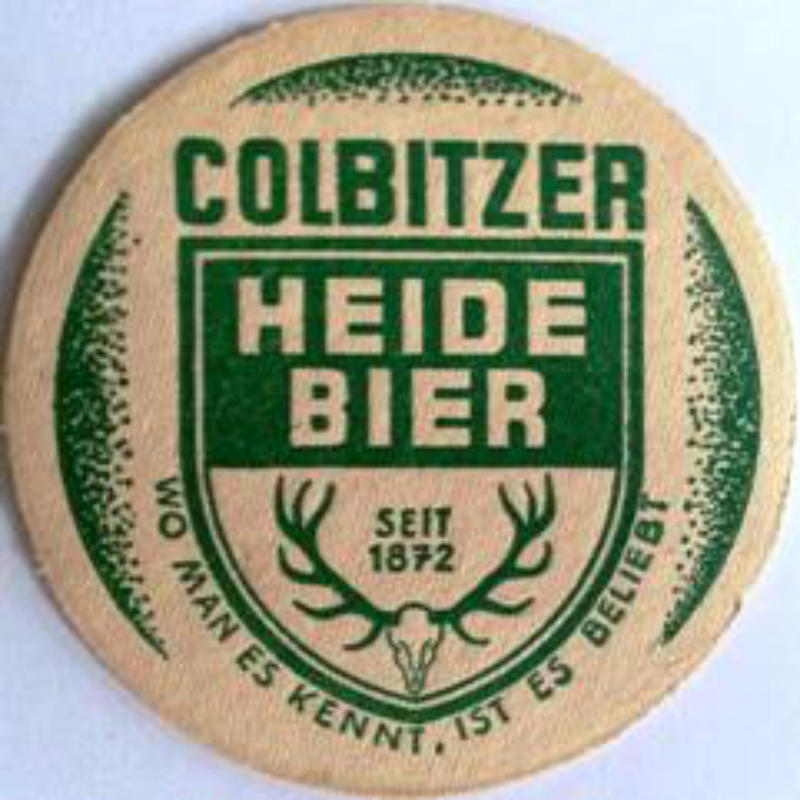 COLBITZER
HEIDE
BIER
SEIT
1872
WO MAN ES KENNT, IST ES BELIEBT